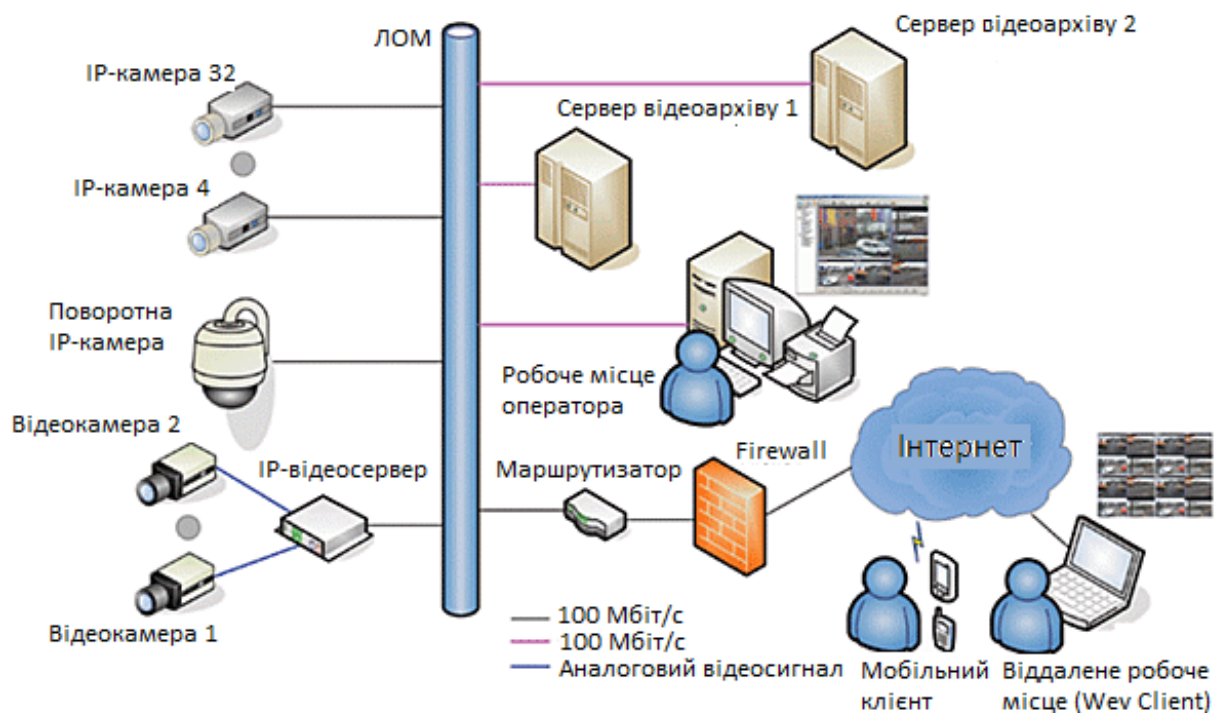 ЛОМ
Сервер відеоархіву 2
IP-камера 32
Сервер відеоархіву 1
IP-камера 4
Поворотна
IP-камера
Робоче місце
оператора
Відеокамера 2
IP-відеосервер
Маршрутизатор
Firewall
Інтернет
Відеокамера 1
100 Мбіт/с
100 Мбіт/с
Аналоговий відеосигнал
Мобільний
клієнт
Віддалене робоче
місце (Wev Client)